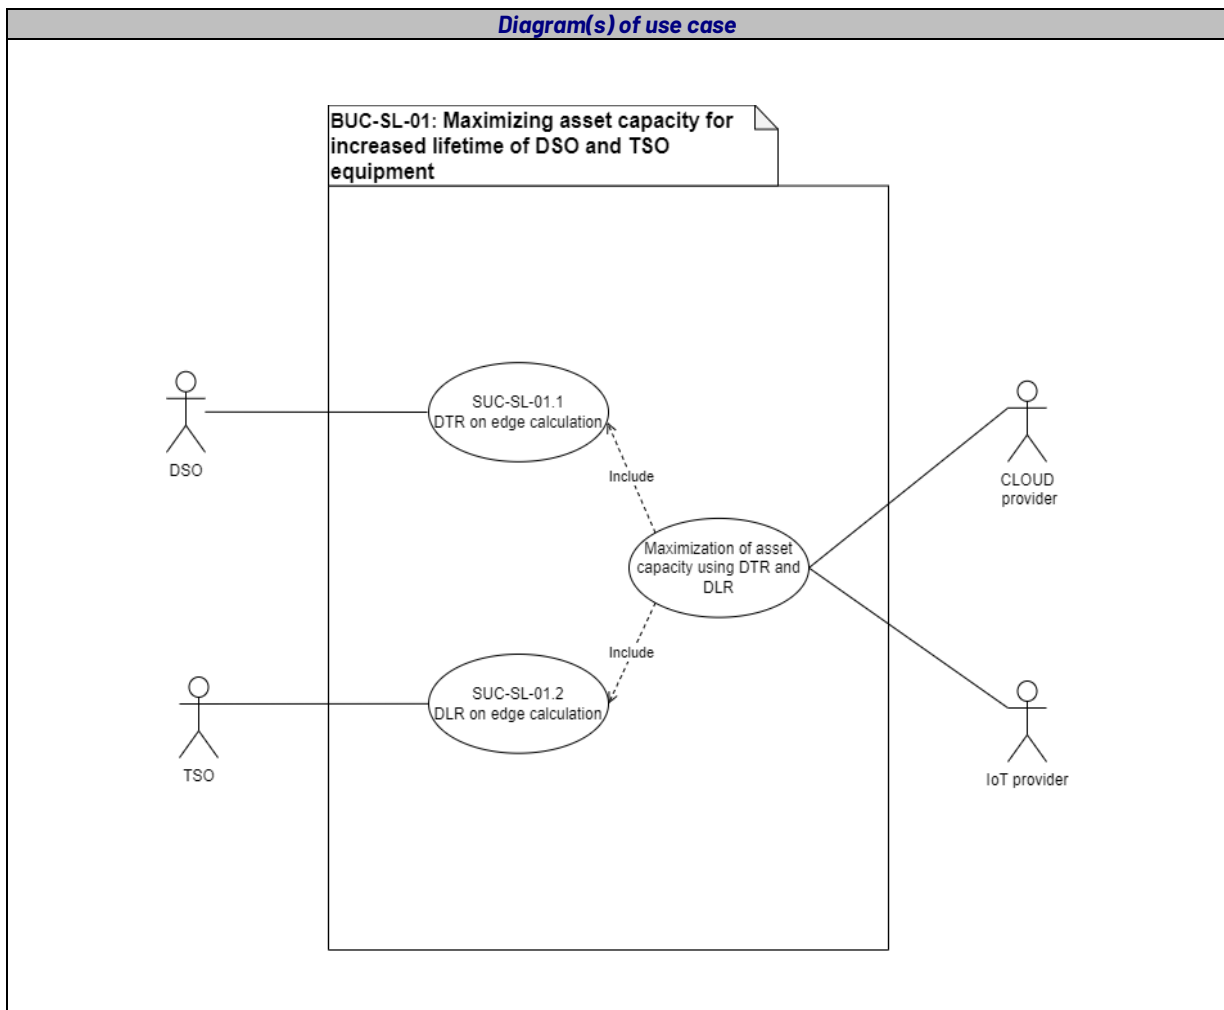 Diagram(s) of use case
BUC-SL-01: Maximizing asset capacity for
increased lifetime of DSO and TSO
equipment
SUC-SL-01.1
DTR on edge calculation
DSO
Include
CLOUD
provider
Maximization of asset
capacity using DTR and
DLR
Include
SUC-SL-01.2
DLR on edge calculation
TSO
IoT provider